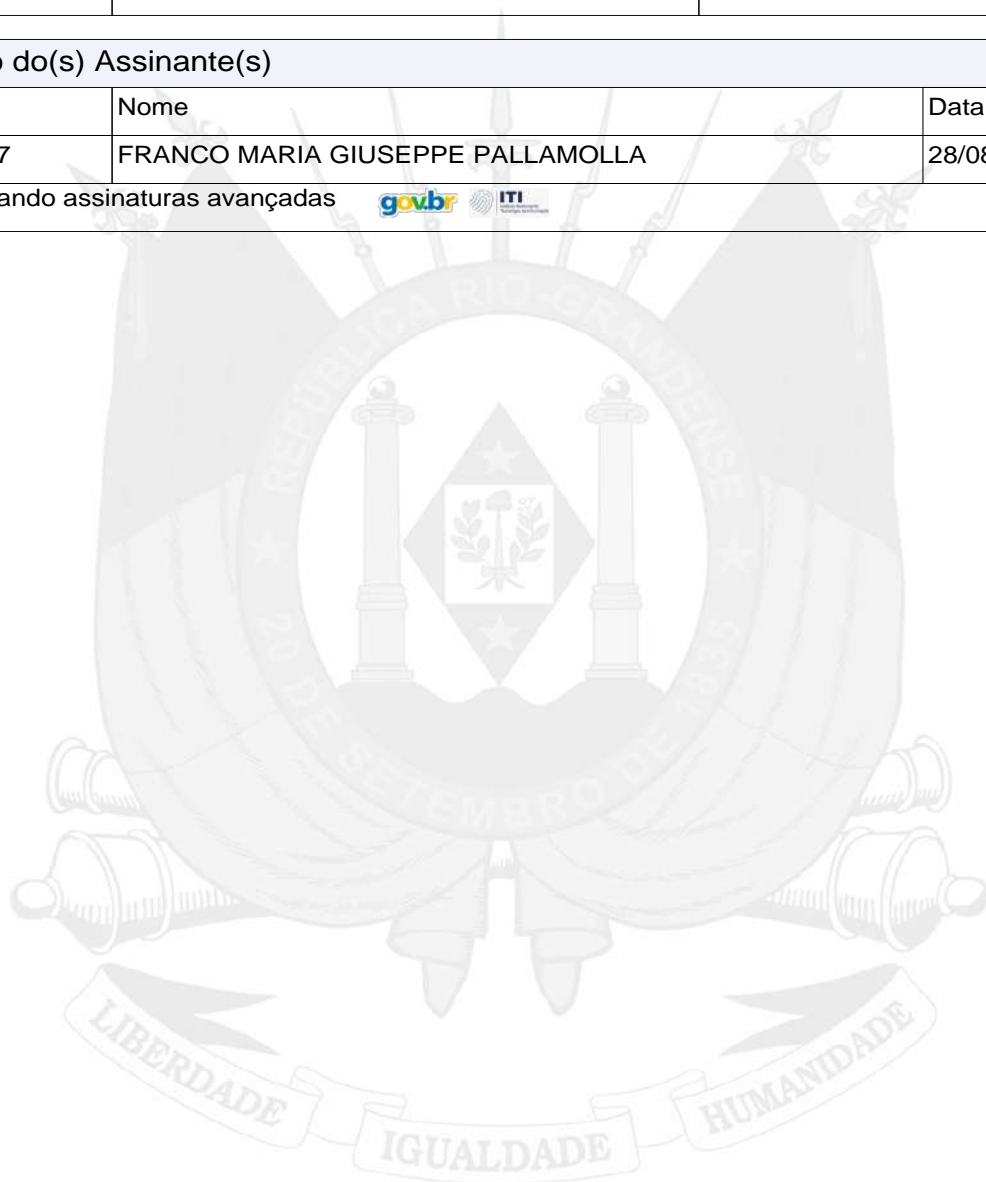 o do(s) Assinante(s)
Nome Data
7 FRANCO MARIA GIUSEPPE PALLAMOLLA 28/08
ando assinaturas avançadas gov.br ITI
REPÚBLICA RIO-GRANDENSE
20 DE SETEMBRO DE 1835
LIBERDADE IGUALDADE HUMANIDADE